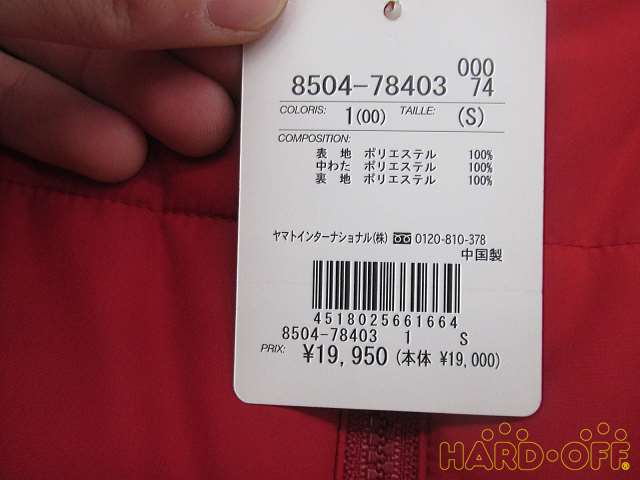 8504-78403 000 74
COLORIS: 1(00) TAILLE: (S)
COMPOSITION:
表 地 ポリエステル 100%
中わた ポリエステル 100%
裏 地 ポリエステル 100%
ヤマトインターナショナル(株) 0120-810-378
中国製
4518025661664
8504-78403 1 S
PRIX: ¥19,950 (本体 ¥19,000)
HARD・OFF®